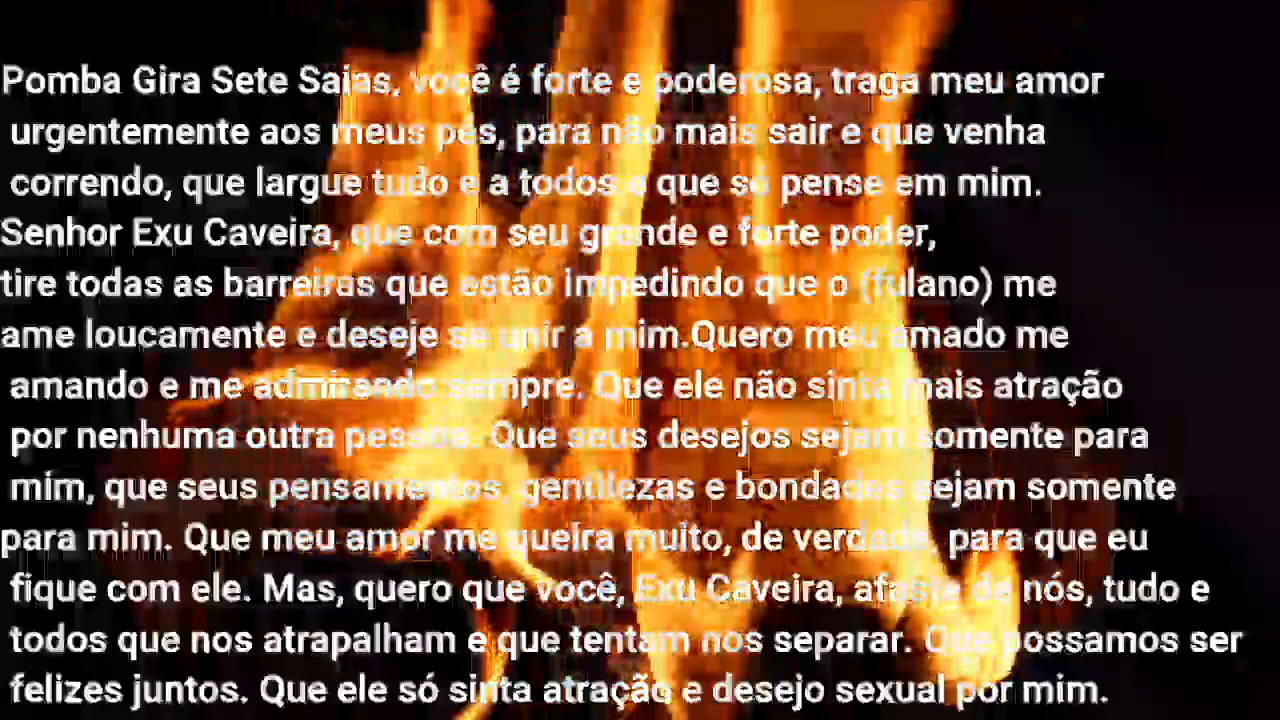 Pomba Gira Sete Saias, você é forte e poderosa, traga meu amor
urgentemente aos meus pés, para não mais sair e que venha
correndo, que largue tudo e a todos e que só pense em mim.
Senhor Exu Caveira, que com seu grande e forte poder,
tire todas as barreiras que estão impedindo que o (fulano) me
ame loucamente e deseje se unir a mim.Quero meu amado me
amando e me admirando sempre. Que ele não sinta mais atração
por nenhuma outra pessoa. Que seus desejos sejam somente para
mim, que seus pensamentos, gentilezas e bondades sejam somente
para mim. Que meu amor me queira muito, de verdade, para que eu
fique com ele. Mas, quero que você, Exu Caveira, afaste de nós, tudo e
todos que nos atrapalham e que tentam nos separar. Que possamos ser
felizes juntos. Que ele só sinta atração e desejo sexual por mim.